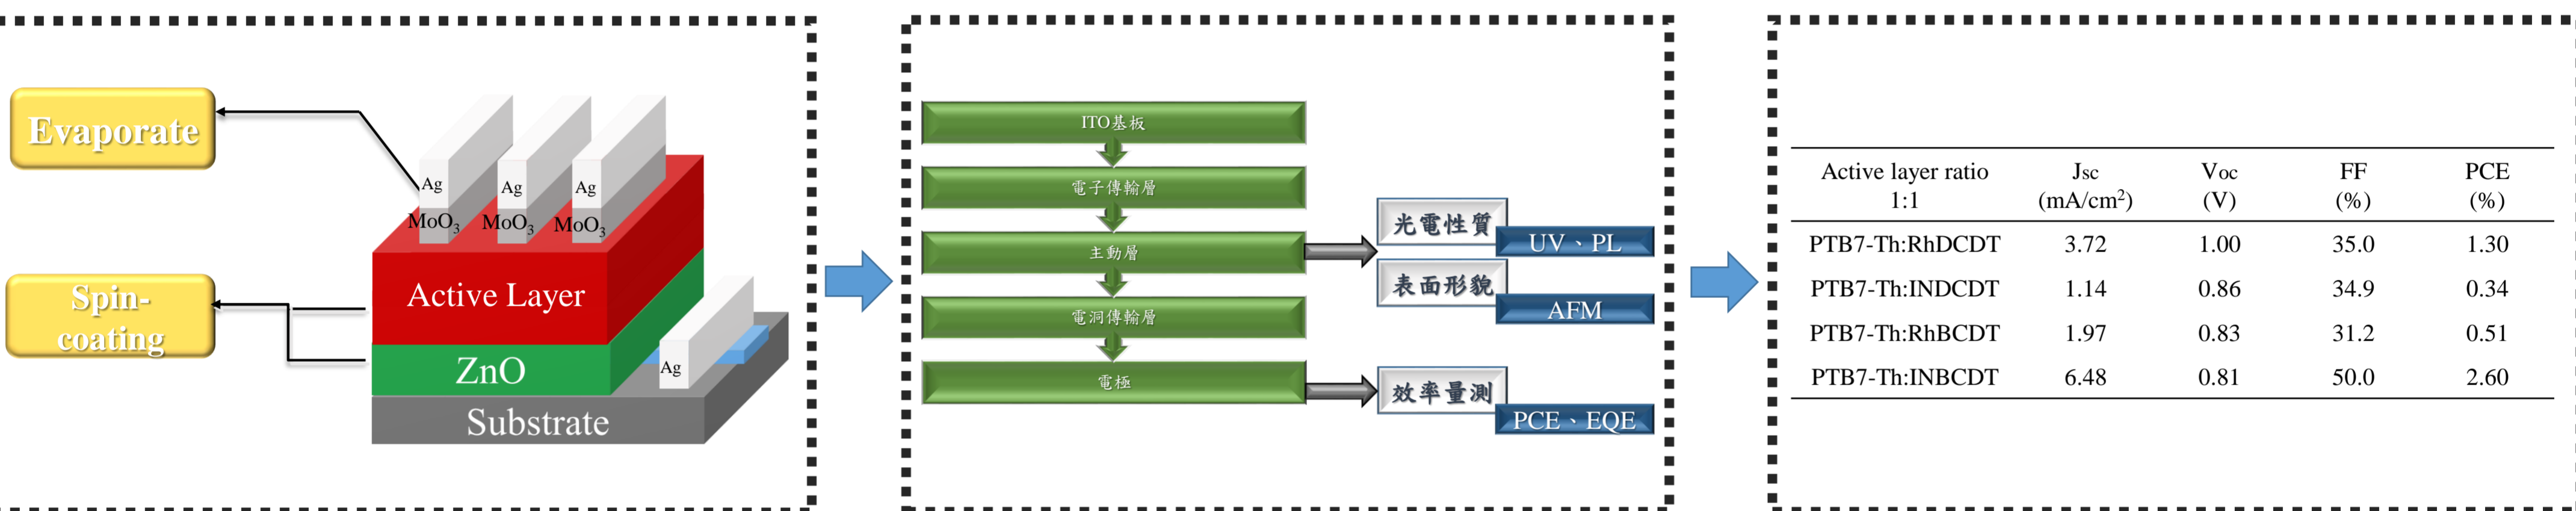 Evaporate
Spin-
coating
Ag
Ag
Ag
MoO₃
MoO₃
MoO₃
Active Layer
ZnO
Ag
Substrate
ITO基板
電子傳輸層
主動層
電洞傳輸層
電極
光電性質
UV、PL
表面形貌
AFM
效率量測
PCE、EQE
Active layer ratio Jsc Voc FF PCE
1:1 (mA/cm²) (V) (%) (%)
PTB7-Th:RhDCDT 3.72 1.00 35.0 1.30
PTB7-Th:INDCDT 1.14 0.86 34.9 0.34
PTB7-Th:RhBCDT 1.97 0.83 31.2 0.51
PTB7-Th:INBCDT 6.48 0.81 50.0 2.60